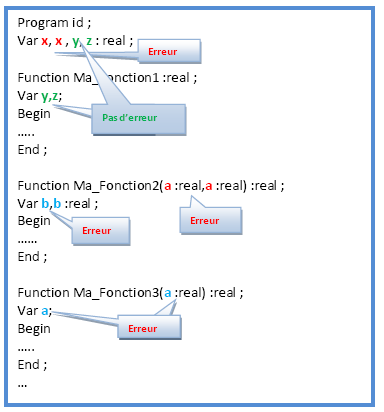 Program id ;
Var x, x , y, z : real ;
Erreur
Function Ma_Fonction1 :real ;
Var y,z;
Begin
Pas d'erreur
.....
End ;
Function Ma_Fonction2(a :real,a :real) :real ;
Var b,b :real ;
Erreur
Begin
Erreur
......
End ;
Function Ma_Fonction3(a :real) :real ;
Var a;
Begin
Erreur
.....
End ;
...